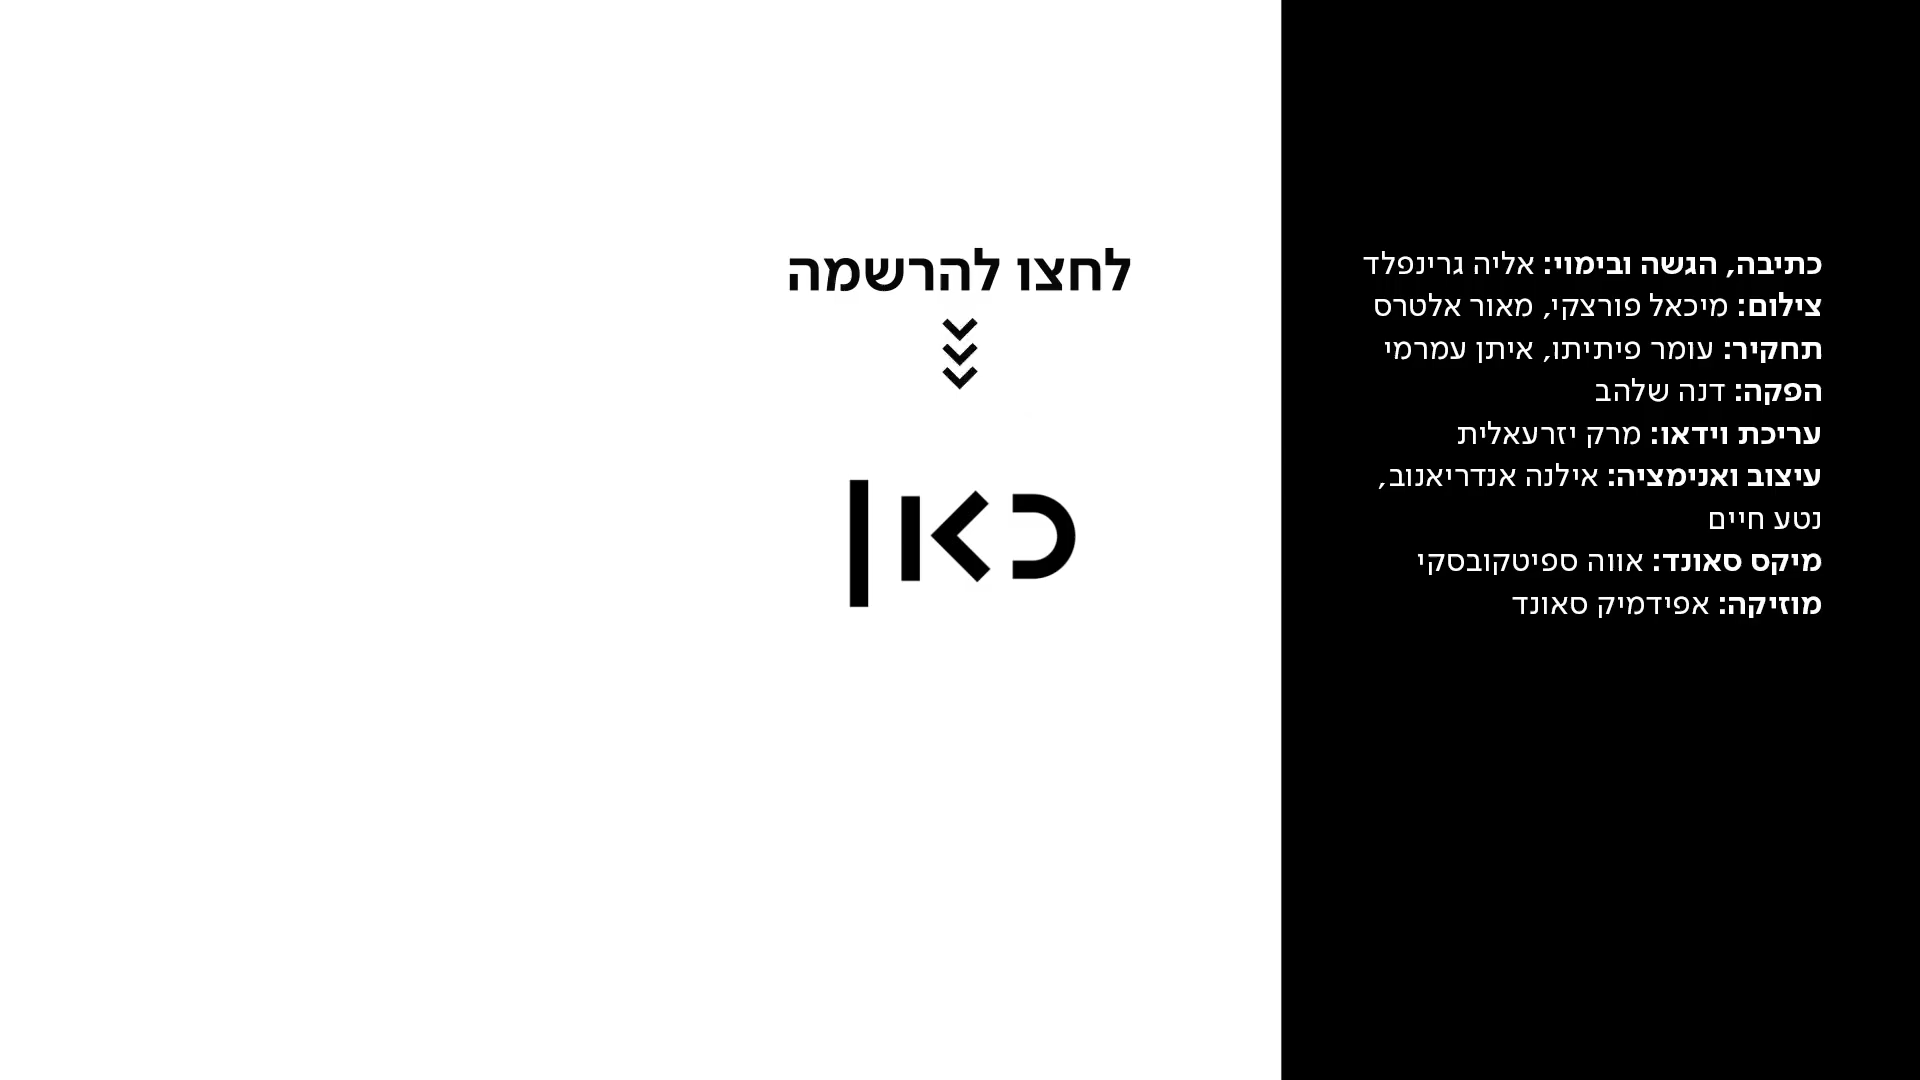 כתיבה, הגשה ובימוי: אליה גרינפלד
צילום: מיכאל פורצקי, מאור אלטרס
תחקיר: עומר פיתיתו, איתן עמרמי
הפקה: דנה שלהב
עריכת וידאו: מרק יזרעאלית
עיצוב ואנימציה: אילנה אנדריאנוב,
נטע חיים
מיקס סאונד: אווה ספיטקובסקי
מוזיקה: אפידמיק סאונד
לחצו להרשמה
כאן